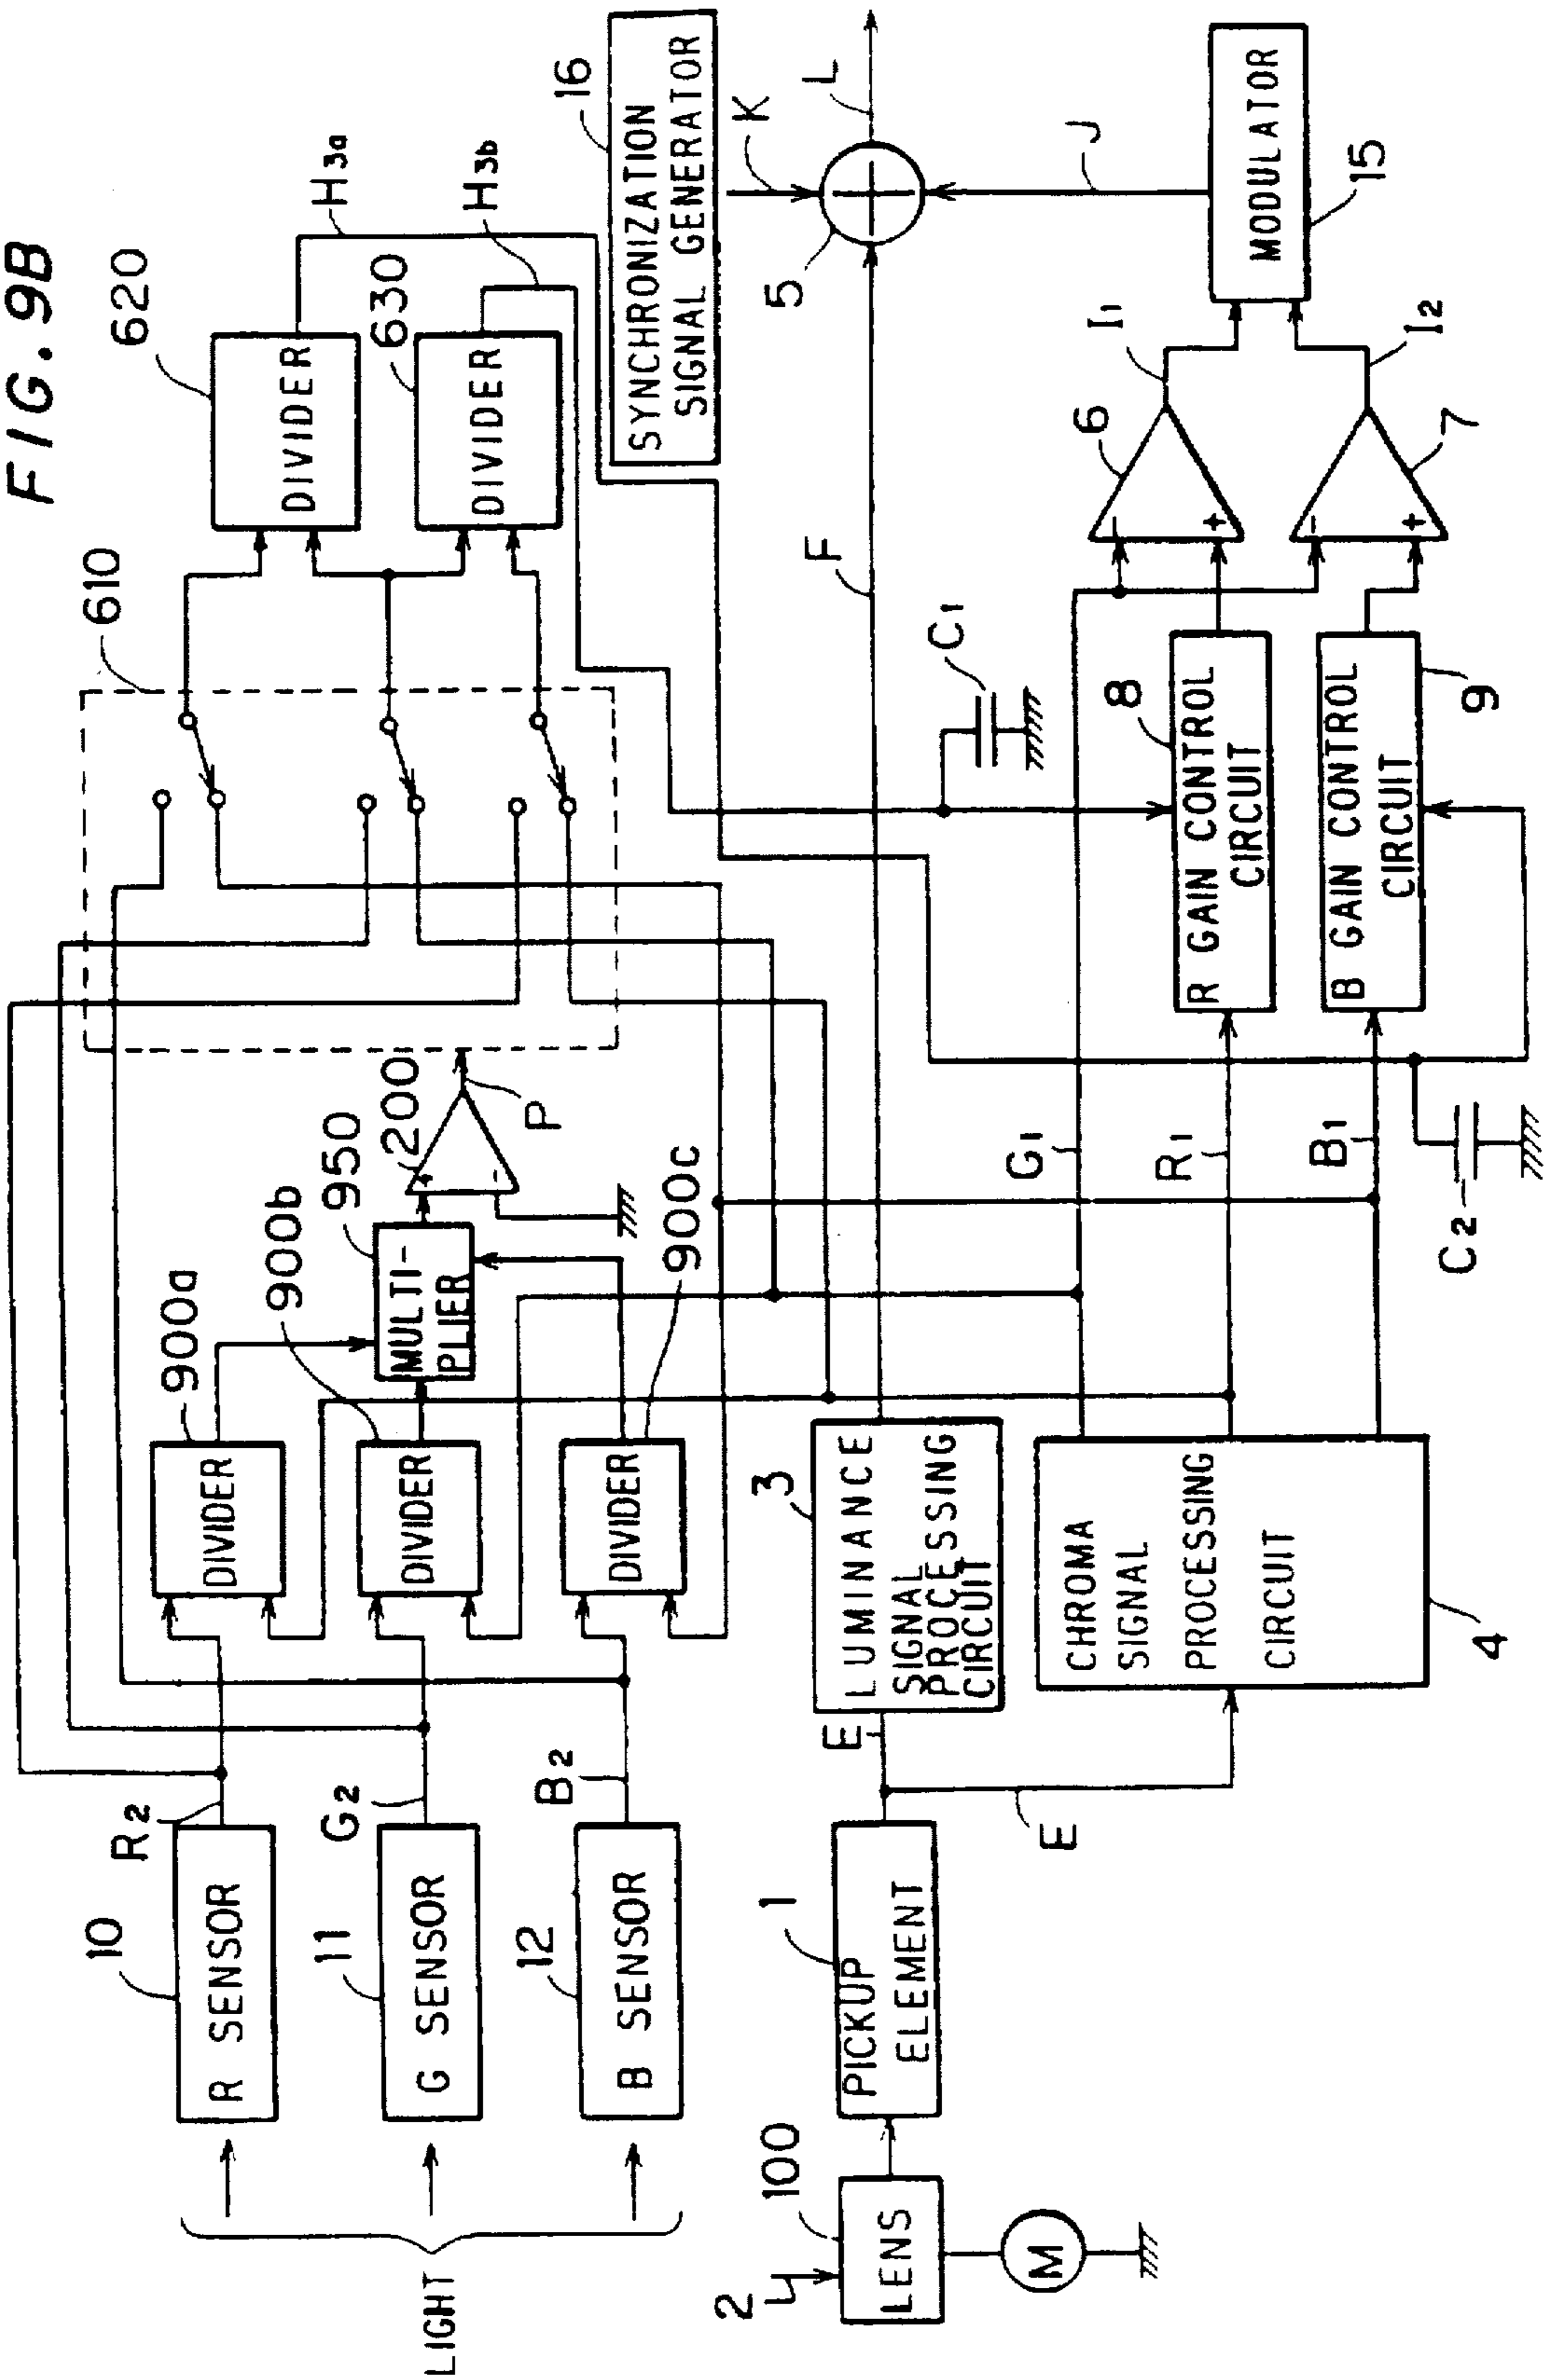 FIG. 9B
LIGHT
10
R SENSOR
R2
11
G SENSOR
G2
12
B SENSOR
B2
900a
DIVIDER
900b
DIVIDER
900c
DIVIDER
950
MULTI-
PLIER
200
+
-
P
610
620
DIVIDER
H3a
630
DIVIDER
H3b
16
SYNCHRONIZATION
SIGNAL GENERATOR
K
2
L
100
LENS
M
1
PICKUP
ELEMENT
E
E
3
LUMINANCE
SIGNAL
PROCESSING
CIRCUIT
F
5
L
J
4
CHROMA
SIGNAL
PROCESSING
CIRCUIT
G1
R1
B1
C1
C2
8
R GAIN CONTROL
CIRCUIT
9
B GAIN CONTROL
CIRCUIT
6
-
+
I1
7
-
+
I2
MODULATOR
15